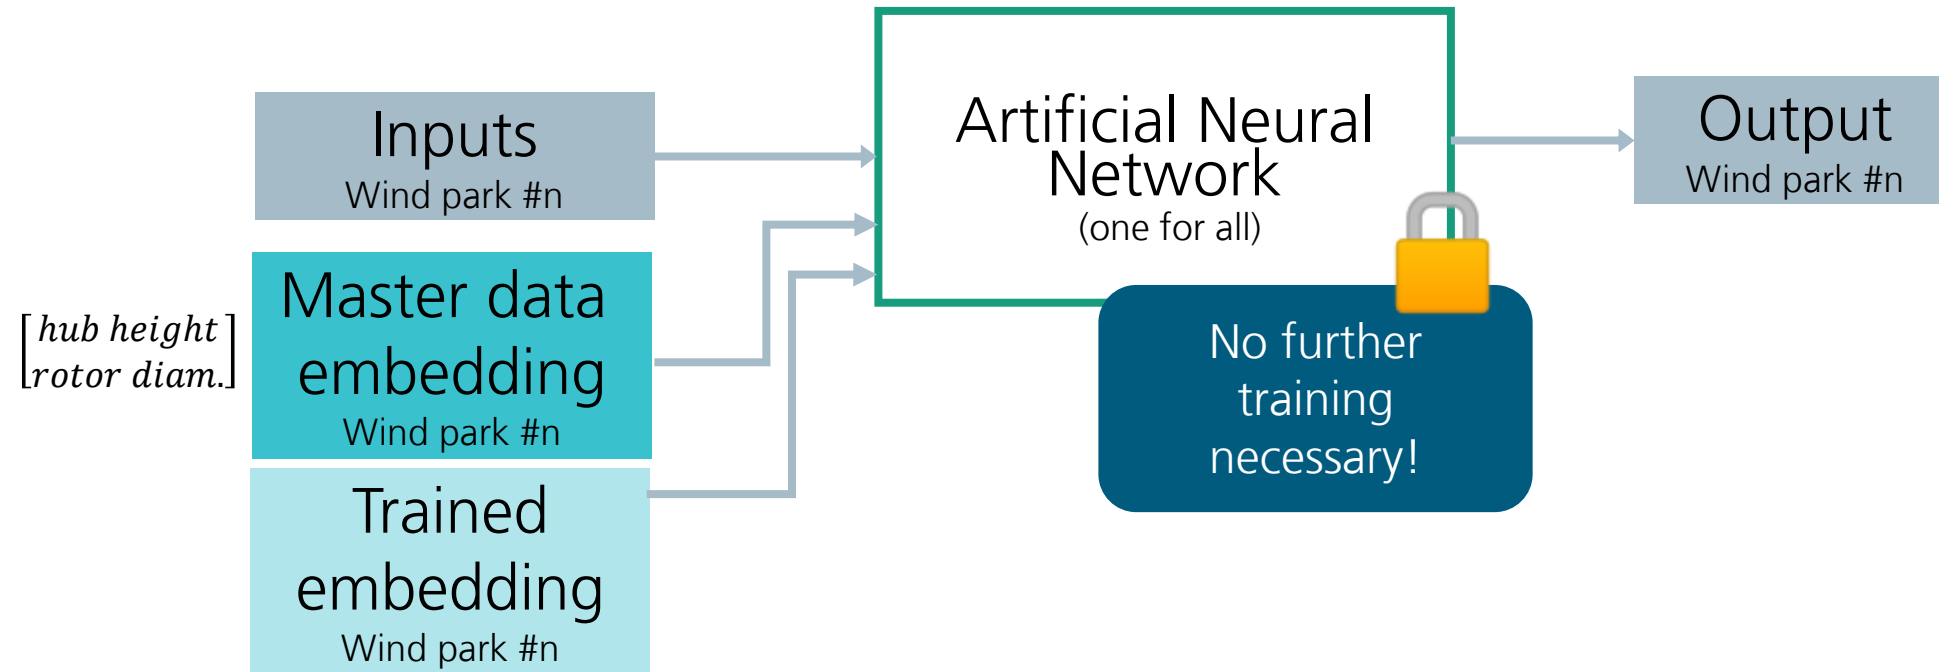 Inputs
Wind park #n
hub height
rotor diam.
Master data
embedding
Wind park #n
Trained
embedding
Wind park #n
Artificial Neural
Network
(one for all)
No further
training
necessary!
Output
Wind park #n